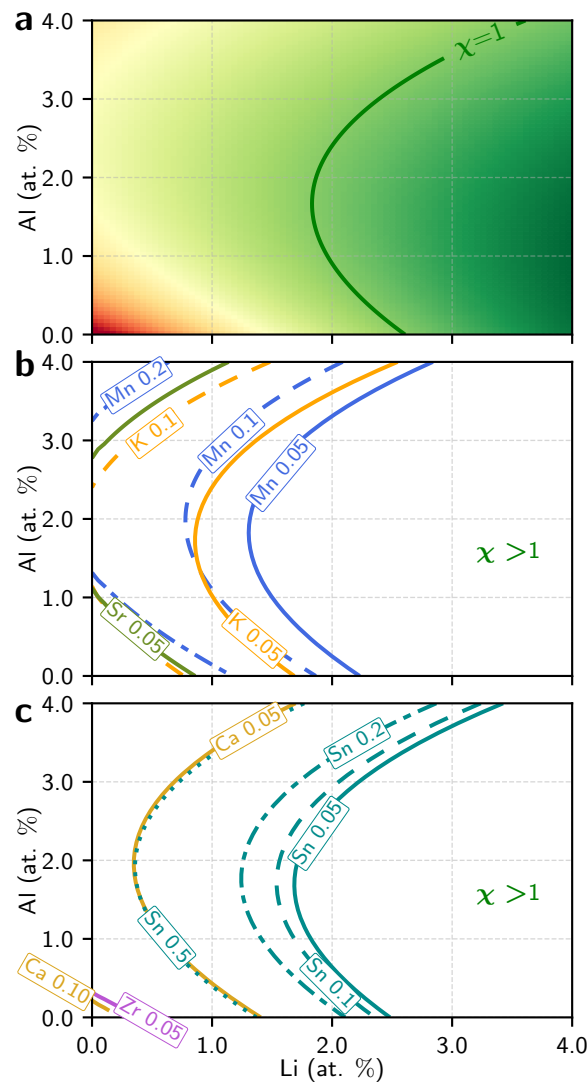 a
4.0
3.0
2.0
1.0
0.0
Al (at. %)
χ=1
b
4.0
3.0
2.0
1.0
0.0
Al (at. %)
Mn 0.2
K 0.1
Mn 0.1
Mn 0.05
Sr 0.05
K 0.05
χ >1
c
4.0
3.0
2.0
1.0
0.0
Al (at. %)
Ca 0.05
Sn 0.2
Sn 0.05
Sn 0.5
Sn 0.1
Ca 0.10
Zr 0.05
χ >1
0.0 1.0 2.0 3.0 4.0
Li (at. %)